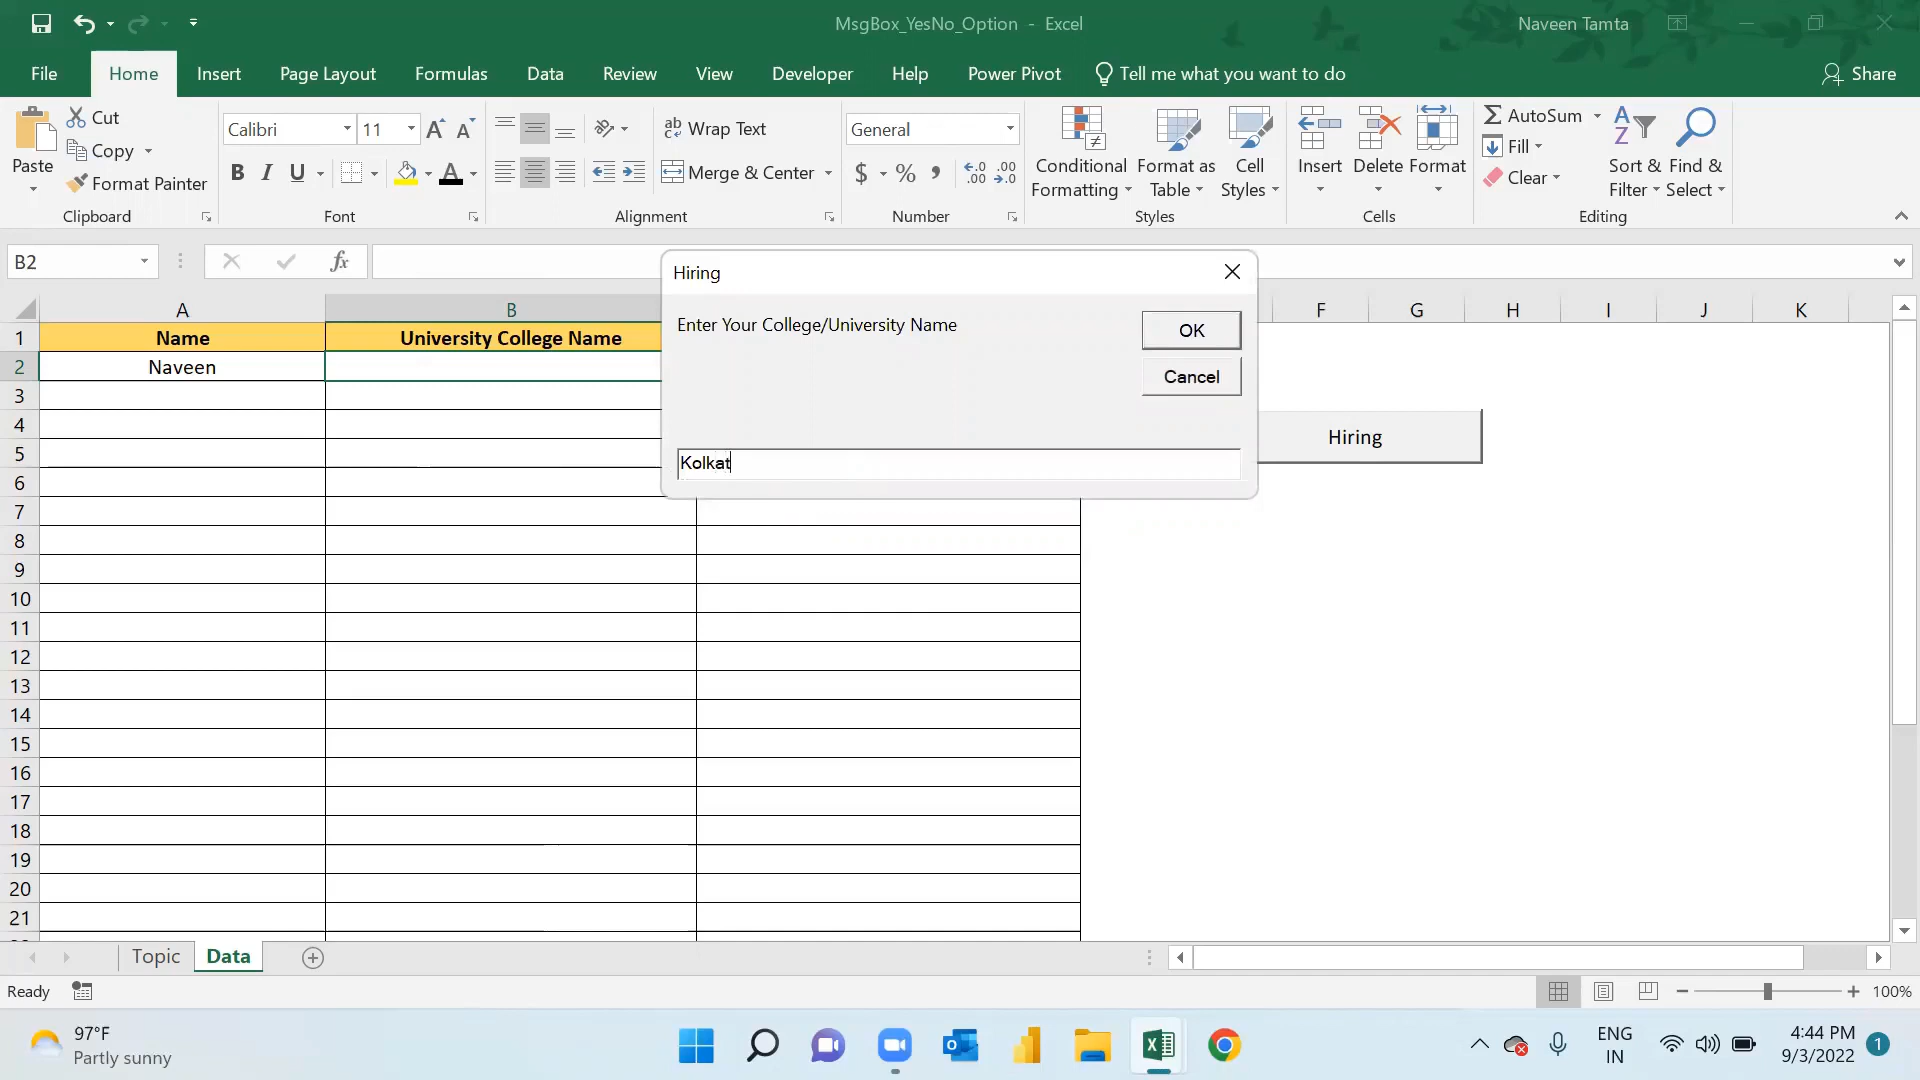 MsgBox_YesNo_Option - Excel
Naveen Tamta
File Home Insert Page Layout Formulas Data Review View Developer Help Power Pivot Tell me what you want to do Share
Paste
Cut
Copy
Format Painter
Clipboard
Calibri 11
B I U A
Font
Wrap Text
Merge & Center
Alignment
General
$ % ,
Number
Conditional Formatting
Format as Table
Cell Styles
Styles
Insert
Delete
Format
Cells
AutoSum
Fill
Clear
Sort & Filter
Find & Select
Editing
B2
fx
Hiring
Enter Your College/University Name
OK
Cancel
Kolkat
A B F G H I J K
1 Name University College Name
2 Naveen
3
4
Hiring
5
6
7
8
9
10
11
12
13
14
15
16
17
18
19
20
21
Topic Data
Ready
100%
97°F
Partly sunny
ENG
IN
4:44 PM
9/3/2022
1